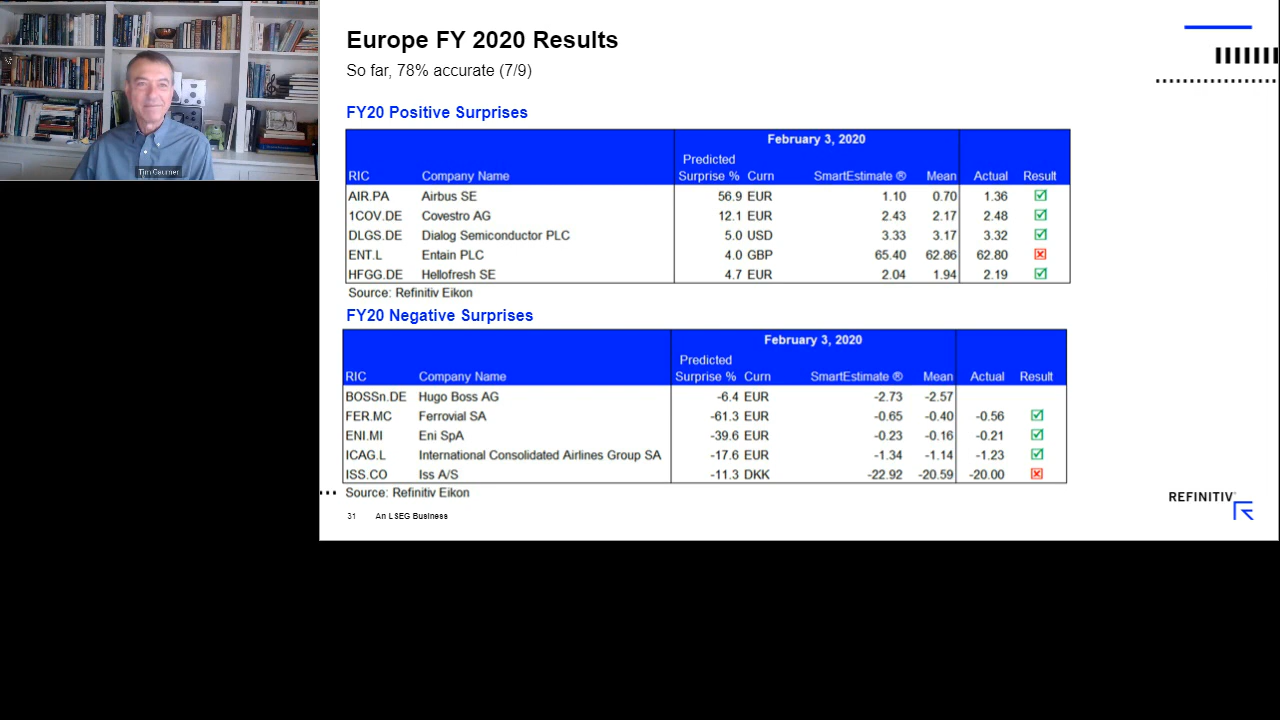 Europe FY 2020 Results
So far, 78% accurate (7/9)
FY20 Positive Surprises
February 3, 2020
Predicted
RIC Company Name Surprise % Curn SmartEstimate ® Mean Actual Result
AIR.PA Airbus SE 56.9 EUR 1.10 0.70 1.36
1COV.DE Covestro AG 12.1 EUR 2.43 2.17 2.48
DLGS.DE Dialog Semiconductor PLC 5.0 USD 3.33 3.17 3.32
ENT.L Entain PLC 4.0 GBP 65.40 62.86 62.80
HFGG.DE Hellofresh SE 4.7 EUR 2.04 1.94 2.19
Source: Refinitiv Eikon
FY20 Negative Surprises
February 3, 2020
Predicted
RIC Company Name Surprise % Curn SmartEstimate ® Mean Actual Result
BOSSn.DE Hugo Boss AG -6.4 EUR -2.73 -2.57
FER.MC Ferrovial SA -61.3 EUR -0.65 -0.40 -0.56
ENI.MI Eni SpA -39.6 EUR -0.23 -0.16 -0.21
ICAG.L International Consolidated Airlines Group SA -17.6 EUR -1.34 -1.14 -1.23
ISS.CO Iss A/S -11.3 DKK -22.92 -20.59 -20.00
Source: Refinitiv Eikon
31 An LSEG Business
REFINITIV
Tim Gaumer